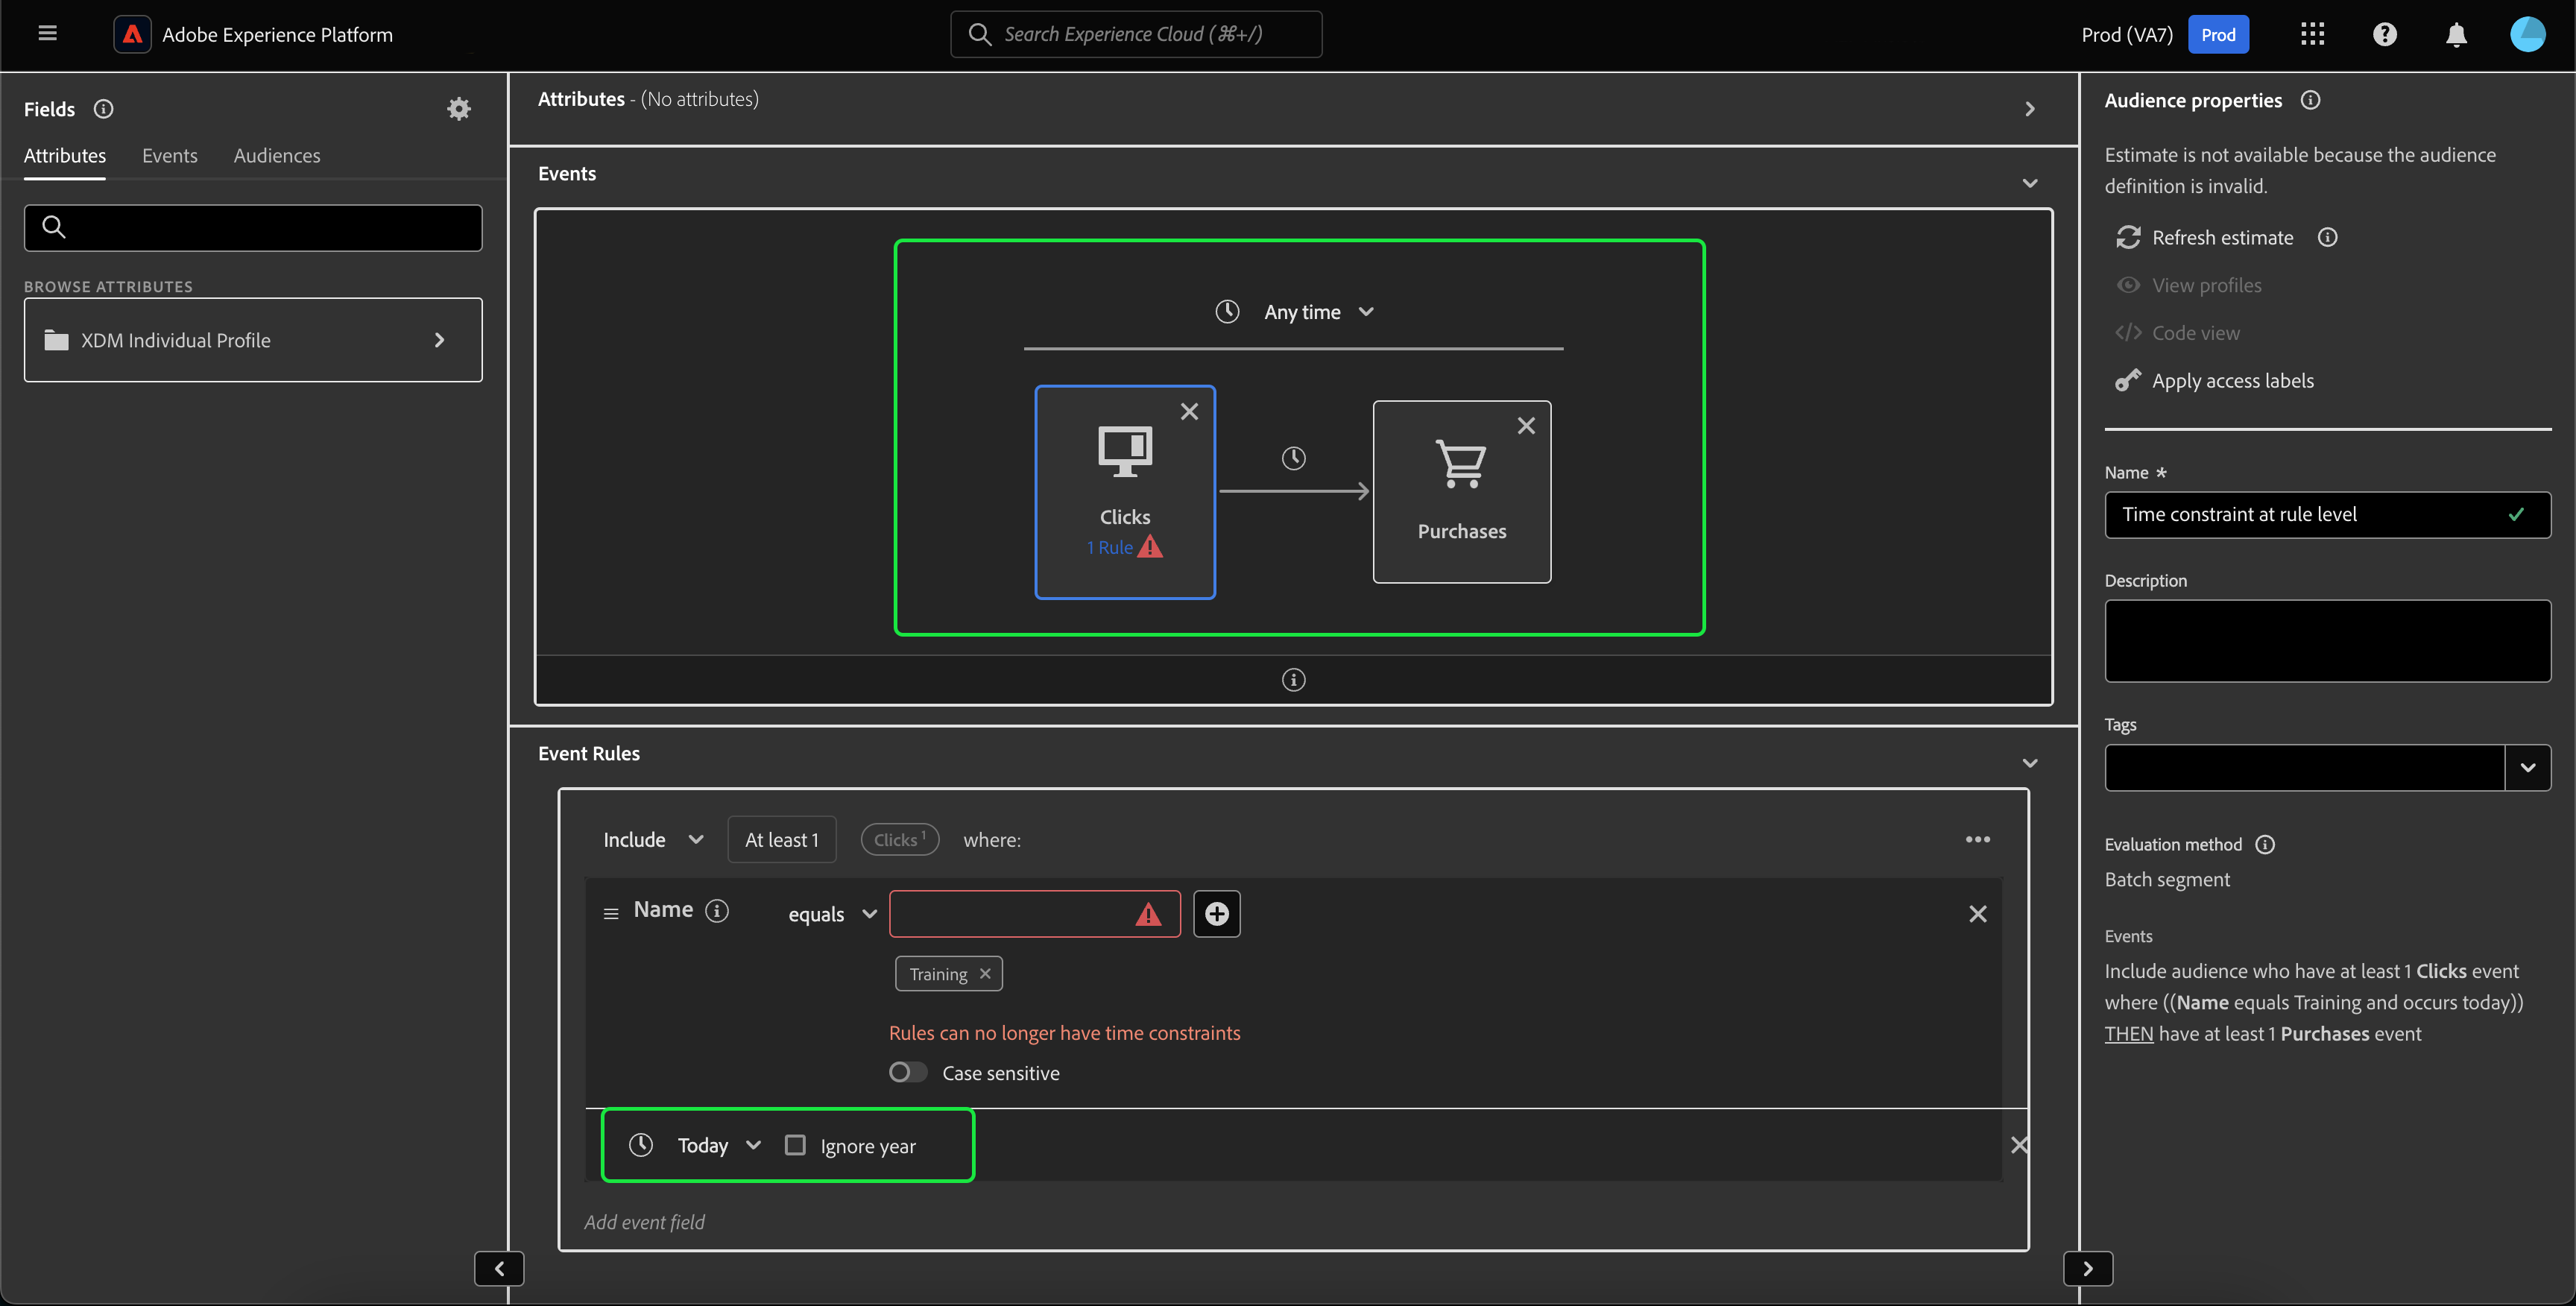 Adobe Experience Platform
Search Experience Cloud (⌘+/)
Prod (VA7)
Prod
Fields
Attributes
Events
Audiences
BROWSE ATTRIBUTES
XDM Individual Profile
Attributes - (No attributes)
Events
Any time
Clicks
1 Rule
Purchases
Event Rules
Include
At least 1
Clicks 1
where:
Name
equals
Training
Rules can no longer have time constraints
Case sensitive
Today
Ignore year
Add event field
Audience properties
Estimate is not available because the audience
definition is invalid.
Refresh estimate
View profiles
Code view
Apply access labels
Name *
Time constraint at rule level
Description
Tags
Evaluation method
Batch segment
Events
Include audience who have at least 1 Clicks event
where ((Name equals Training and occurs today))
THEN have at least 1 Purchases event